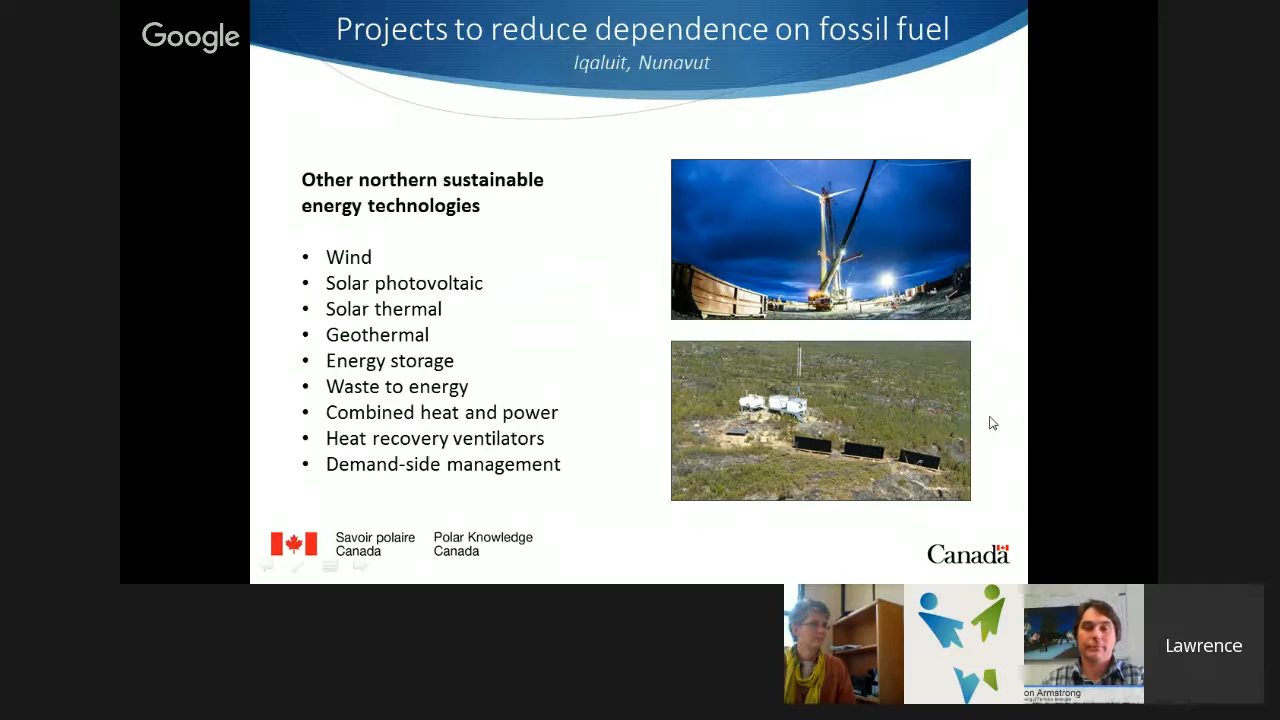 Google
Projects to reduce dependence on fossil fuel
Iqaluit, Nunavut
Other northern sustainable
energy technologies
• Wind
• Solar photovoltaic
• Solar thermal
• Geothermal
• Energy storage
• Waste to energy
• Combined heat and power
• Heat recovery ventilators
• Demand-side management
Savoir polaire
Canada
Polar Knowledge
Canada
Canada
Lawrence
on Armstrong